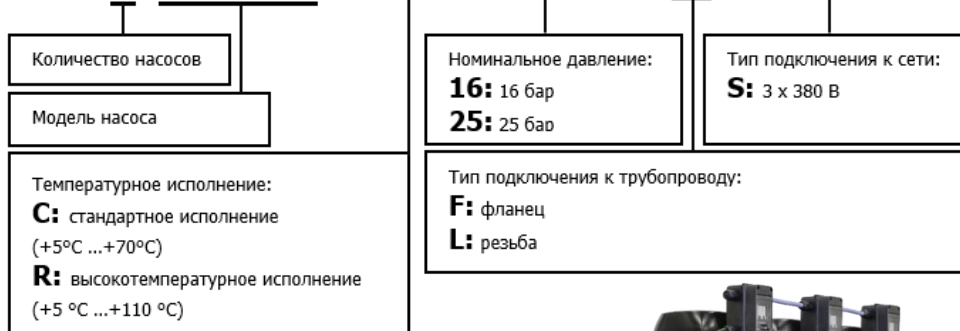 Количество насосов
Модель насоса
Температурное исполнение:
C: стандартное исполнение
(+5°C ...+70°C)
R: высокотемпературное исполнение
(+5 °C ...+110 °C)
Номинальное давление:
16: 16 бар
25: 25 бар
Тип подключения к сети:
S: 3 x 380 В
Тип подключения к трубопроводу:
F: фланец
L: резьба